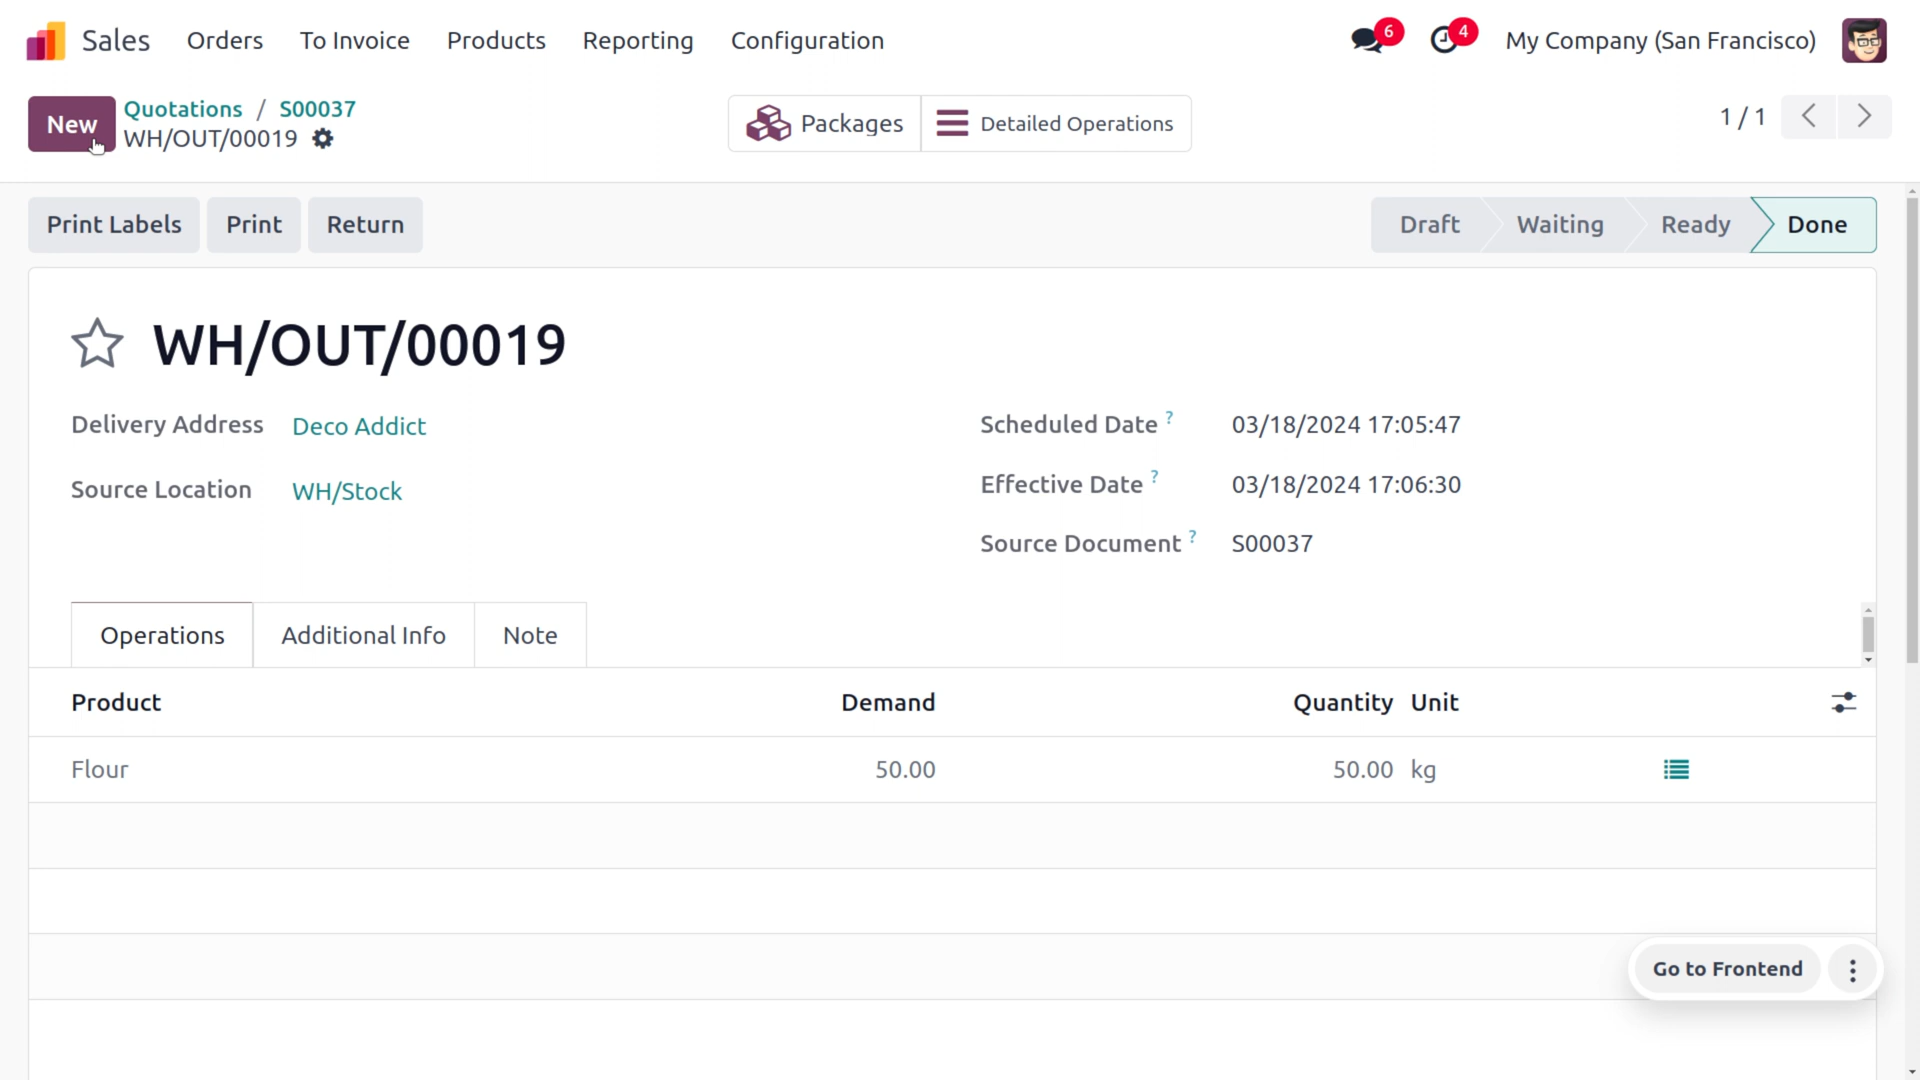 Sales Orders To Invoice Products Reporting Configuration 6 4 My Company (San Francisco)
New Quotations / S00037
WH/OUT/00019
Packages Detailed Operations 1 / 1
Print Labels Print Return Draft Waiting Ready Done
WH/OUT/00019
Delivery Address Deco Addict Scheduled Date ? 03/18/2024 17:05:47
Source Location WH/Stock Effective Date ? 03/18/2024 17:06:30
Source Document ? S00037
Operations Additional Info Note
Product Demand Quantity Unit
Flour 50.00 50.00 kg
Go to Frontend